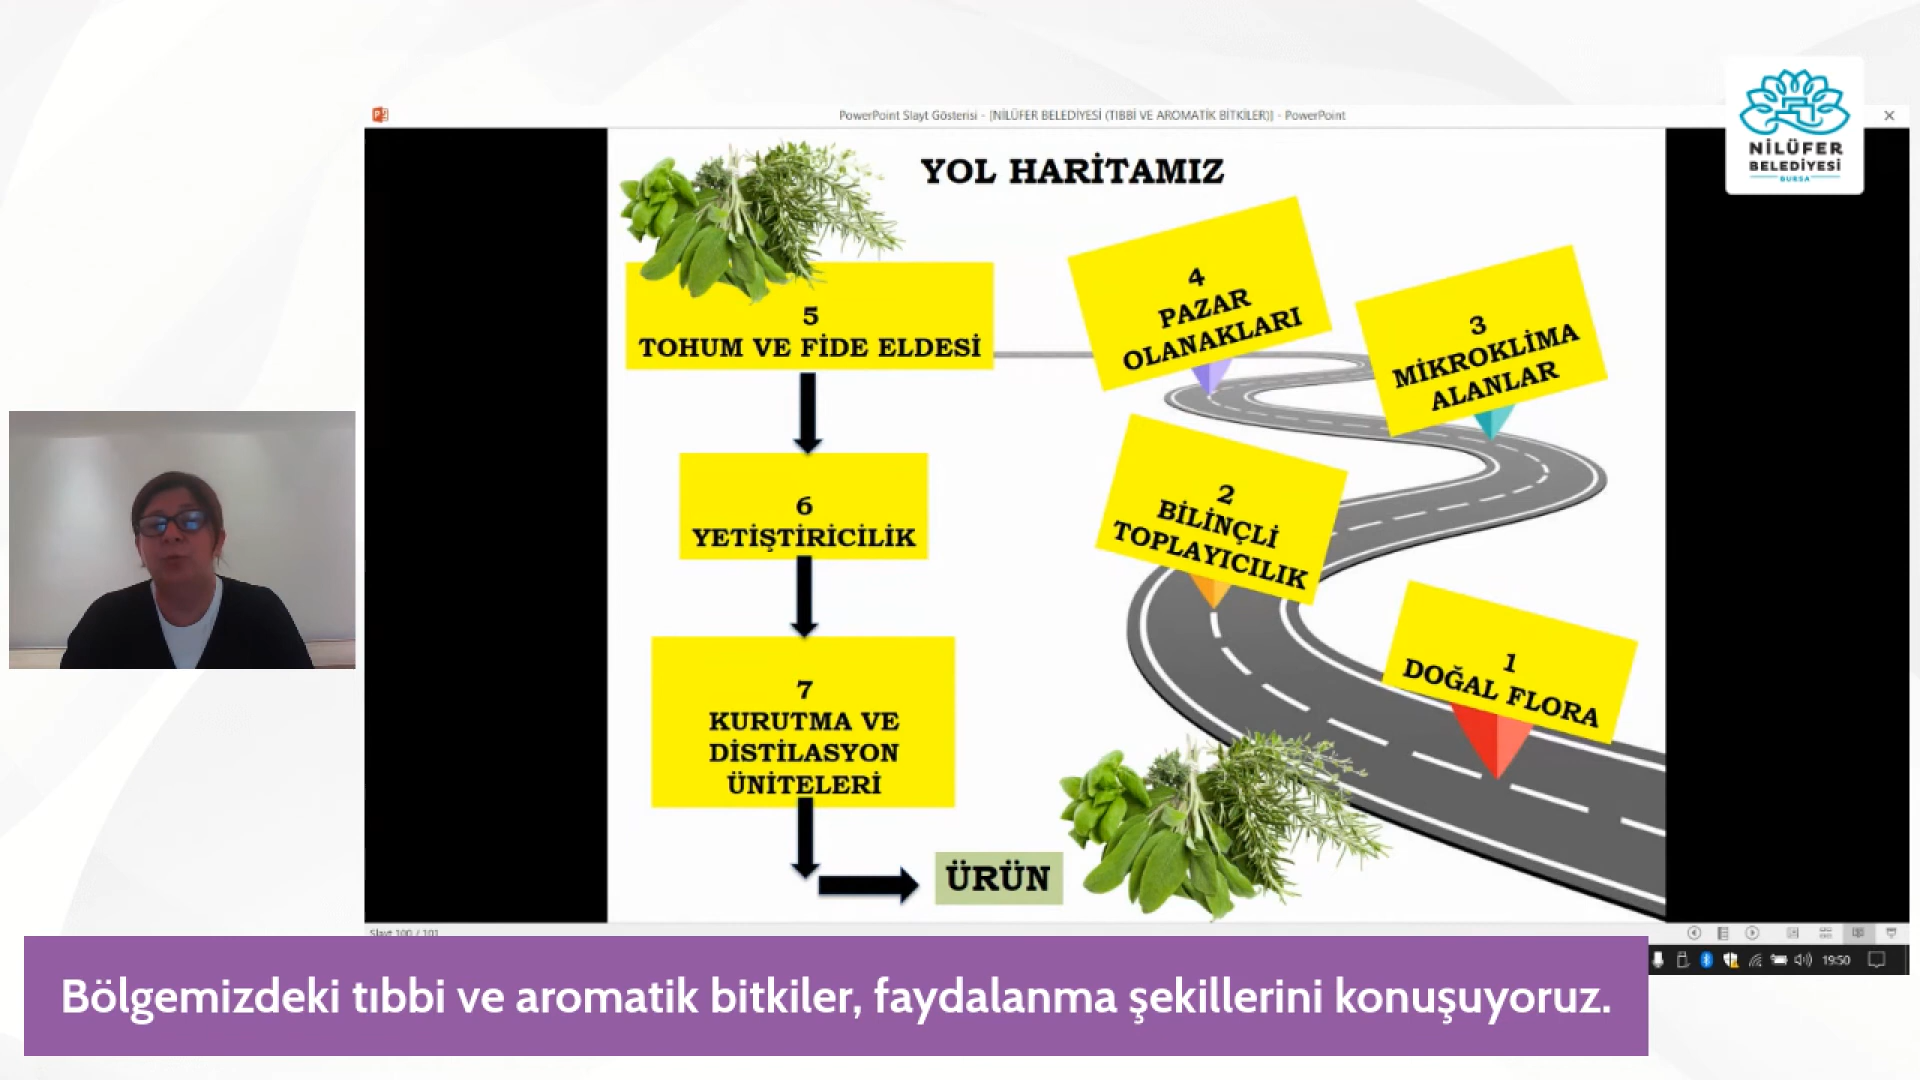 PowerPoint Slayt Gösterisi - [NİLÜFER BELEDİYESİ (TIBBİ VE AROMATİK BİTKİLER)] - PowerPoint
NİLÜFER
BELEDİYESİ
BURSA
YOL HARİTAMIZ
1
DOĞAL FLORA
2
BİLİNÇLİ
TOPLAYICILIK
3
MİKROKLİMA
ALANLAR
4
PAZAR
OLANAKLARI
5
TOHUM VE FİDE ELDESİ
6
YETİŞTİRİCİLİK
7
KURUTMA VE
DİSTİLASYON
ÜNİTELERİ
ÜRÜN
Slayt 100 / 101
19:50
Bölgemizdeki tıbbi ve aromatik bitkiler, faydalanma şekillerini konuşuyoruz.